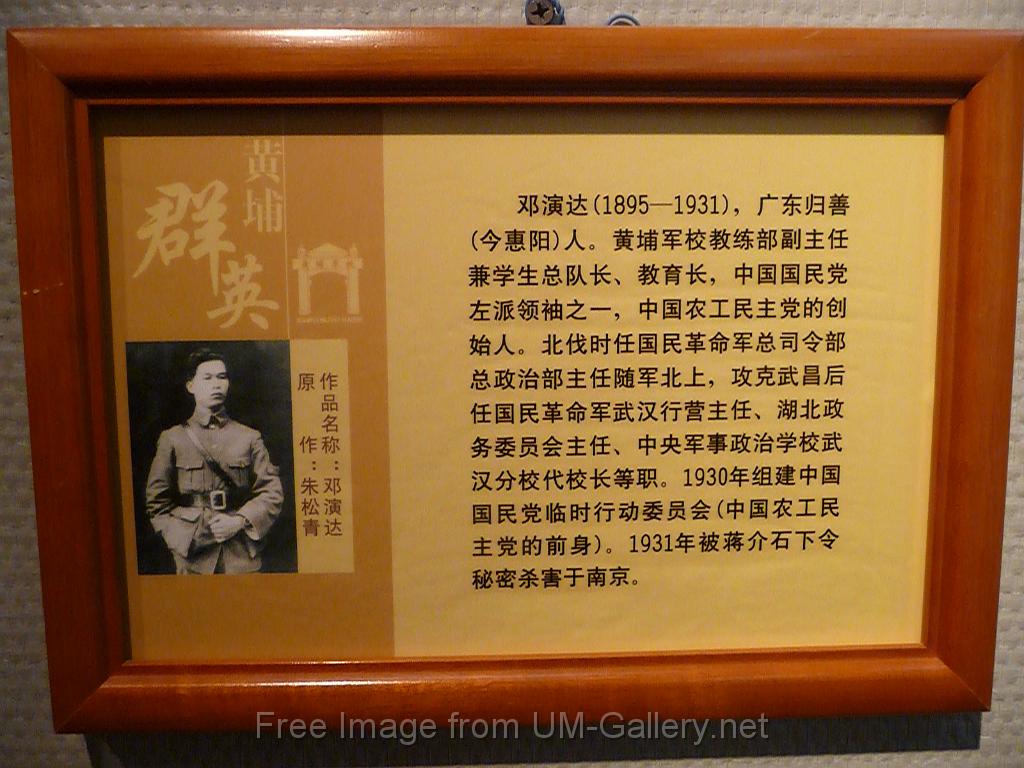 黄埔
群英
作品名称：邓演达
原 作：朱松青
邓演达(1895—1931)，广东归善
(今惠阳)人。黄埔军校教练部副主任
兼学生总队长、教育长，中国国民党
左派领袖之一，中国农工民主党的创
始人。北伐时任国民革命军总司令部
总政治部主任随军北上，攻克武昌后
任国民革命军武汉行营主任、湖北政
务委员会主任、中央军事政治学校武
汉分校代校长等职。1930年组建中国
国民党临时行动委员会(中国农工民
主党的前身)。1931年被蒋介石下令
秘密杀害于南京。
Free Image from UM-Gallery.net